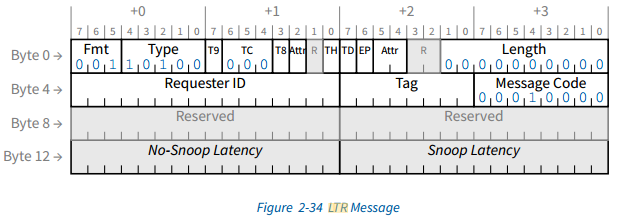 +0 +1 +2 +3
7 6 5 4 3 2 1 0 7 6 5 4 3 2 1 0 7 6 5 4 3 2 1 0 7 6 5 4 3 2 1 0
Byte 0 → Fmt Type T9 TC T8 Attr R TH TD EP Attr R Length
0 0 1 1 0 1 0 0 0 0 0 0 0 0 0 0 0 0 0 0 0
Byte 4 → Requester ID Tag Message Code
0 0 0 1 0 0 0 0
Byte 8 → Reserved Reserved
Byte 12 → No-Snoop Latency Snoop Latency
Figure 2-34 LTR Message